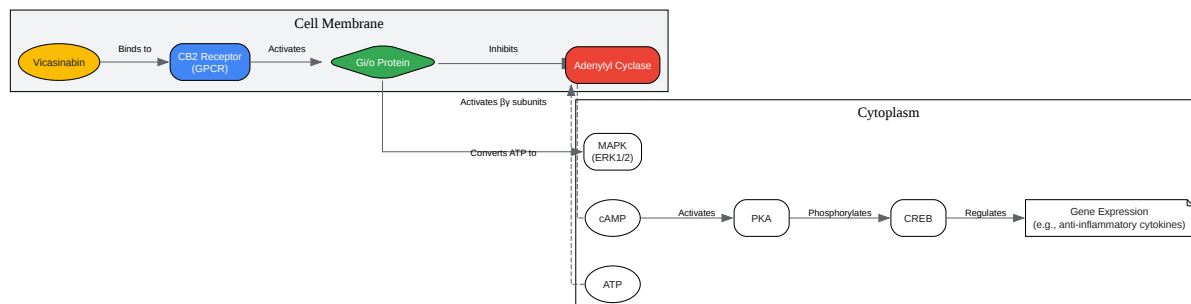 Cell Membrane
Vicasinabin
Binds to
CB2 Receptor
(GPCR)
Activates
Gi/o Protein
Inhibits
Adenylyl Cyclase
Activates βγ subunits
Cytoplasm
Converts ATP to
MAPK
(ERK1/2)
cAMP
Activates
PKA
Phosphorylates
CREB
Regulates
Gene Expression
(e.g., anti-inflammatory cytokines)
ATP